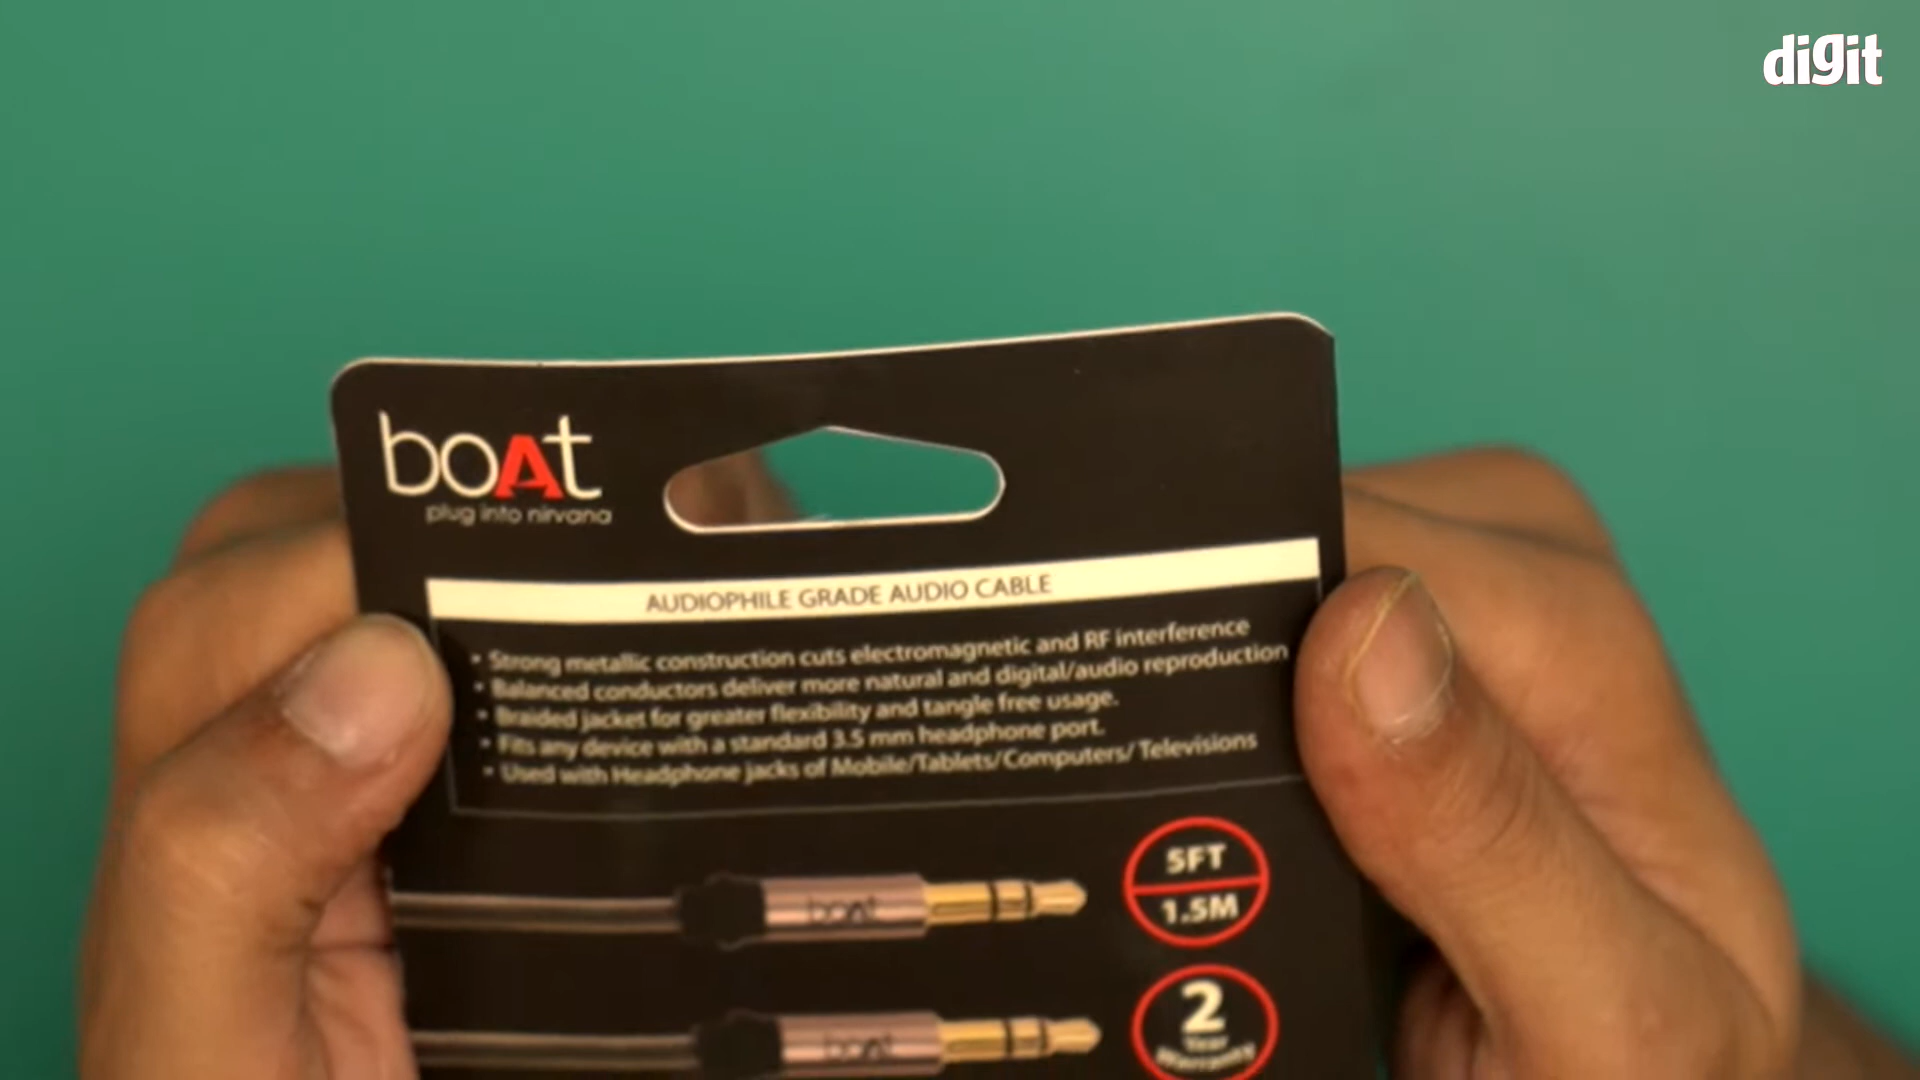 digit
boAt
plug into nirvana
AUDIOPHILE GRADE AUDIO CABLE
• Strong metallic construction cuts electromagnetic and RF interference
• Balanced conductors deliver more natural and digital/audio reproduction
• Braided jacket for greater flexibility and tangle free usage.
• Fits any device with a standard 3.5 mm headphone port.
• Used with Headphone jacks of Mobile/Tablets/Computers/ Televisions
boAt
5FT
1.5M
boAt
2
Year
Warranty